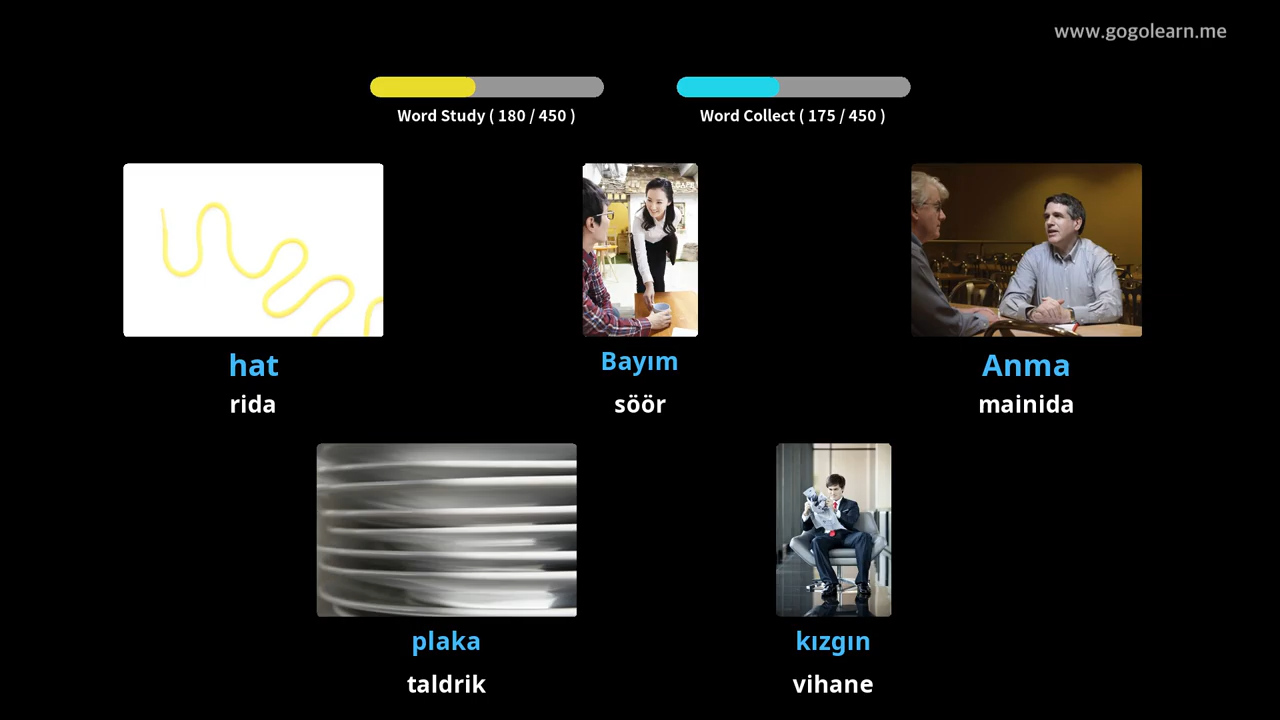 www.gogolearn.me
Word Study ( 180 / 450 )
Word Collect ( 175 / 450 )
hat
rida
Bayım
söör
Anma
mainida
plaka
taldrik
kızgın
vihane